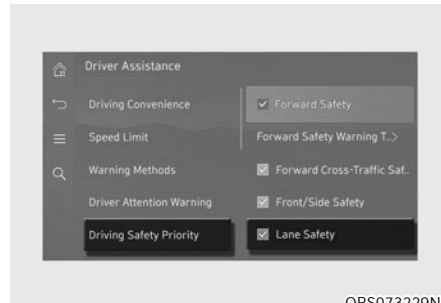 Driver Assistance
Driving Convenience
Speed Limit
Warning Methods
Driver Attention Warning
Driving Safety Priority
Forward Safety
Forward Safety Warning T..>
Forward Cross-Traffic Saf..
Front/Side Safety
Lane Safety